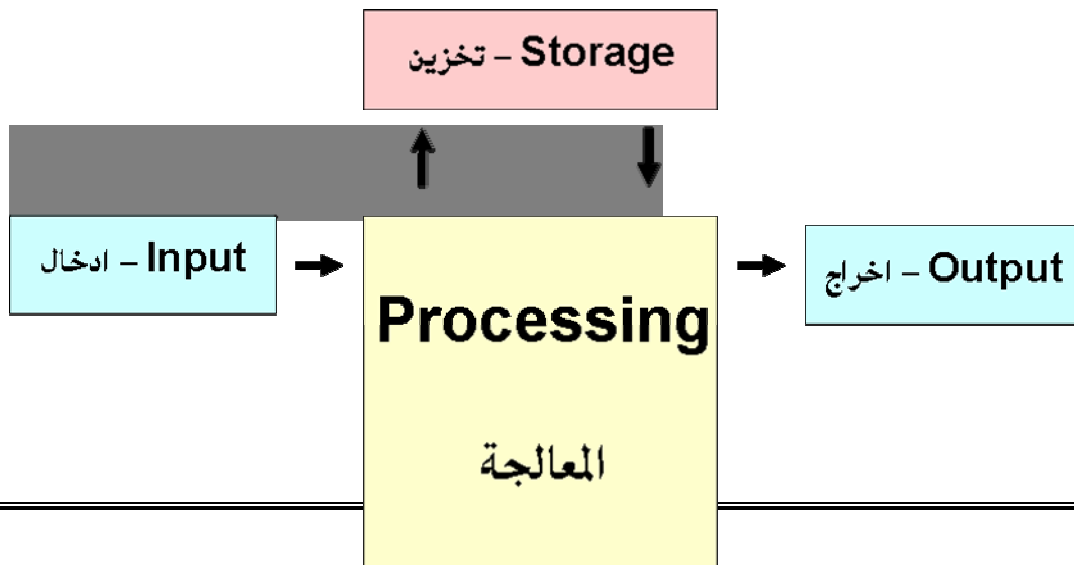 تخزين – Storage
ادخال – Input
Processing
المعالجة
اخراج – Output